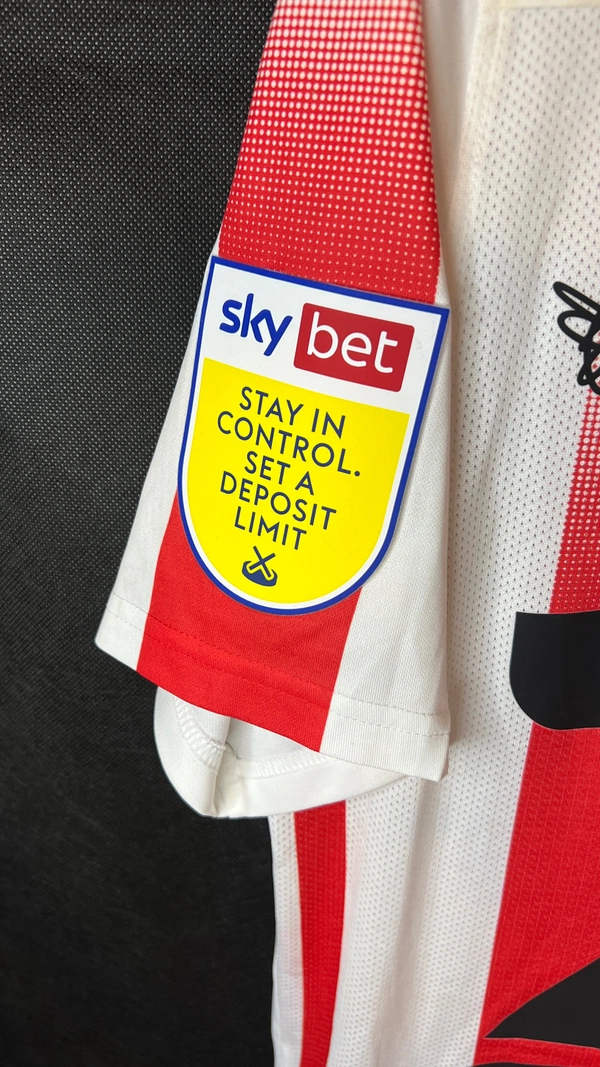 sky bet
STAY IN
CONTROL.
SET A
DEPOSIT
LIMIT